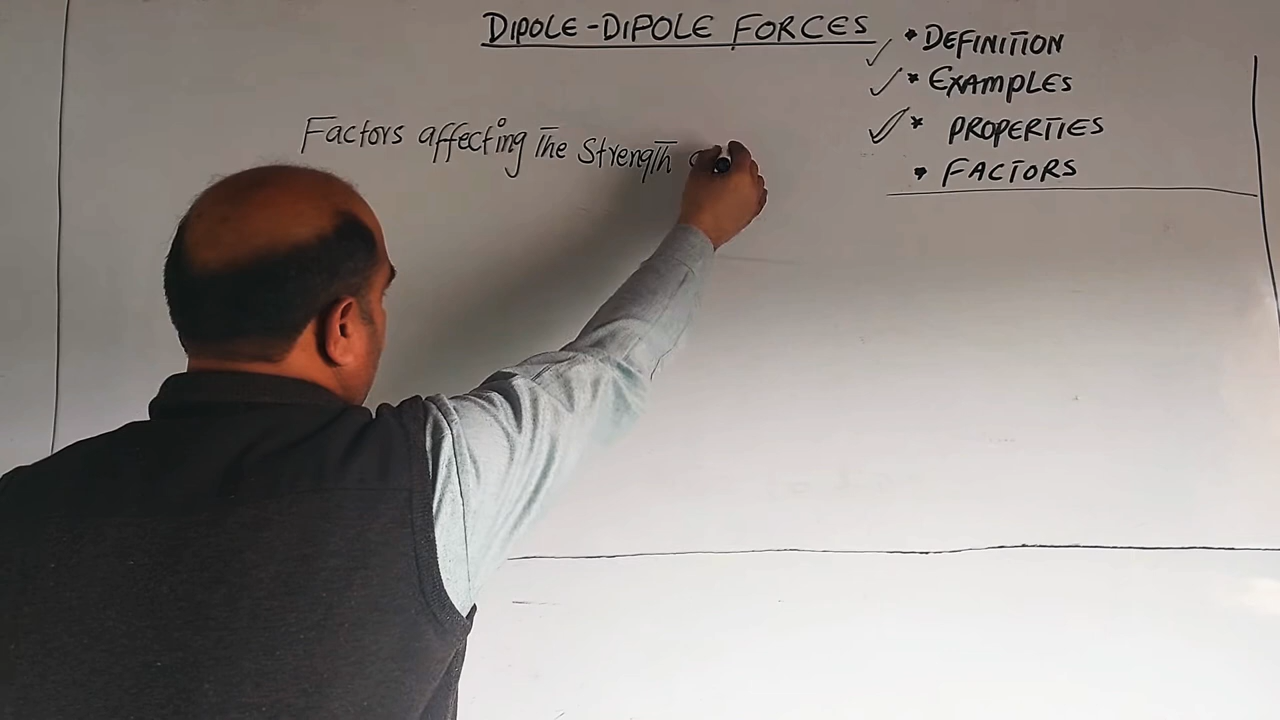 DIPOLE-DIPOLE FORCES
* DEFINITION
* EXAMPLES
* PROPERTIES
* FACTORS
Factors affecting The Strength